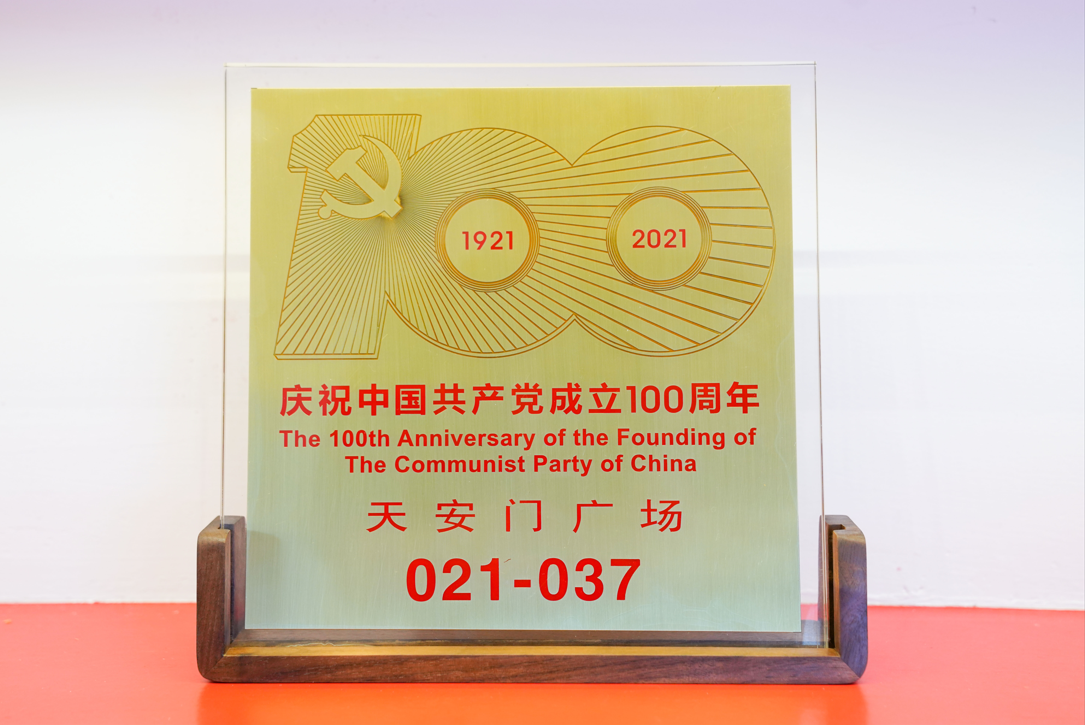 1921
2021
庆祝中国共产党成立100周年
The 100th Anniversary of the Founding of
The Communist Party of China
天安门广场
021-037